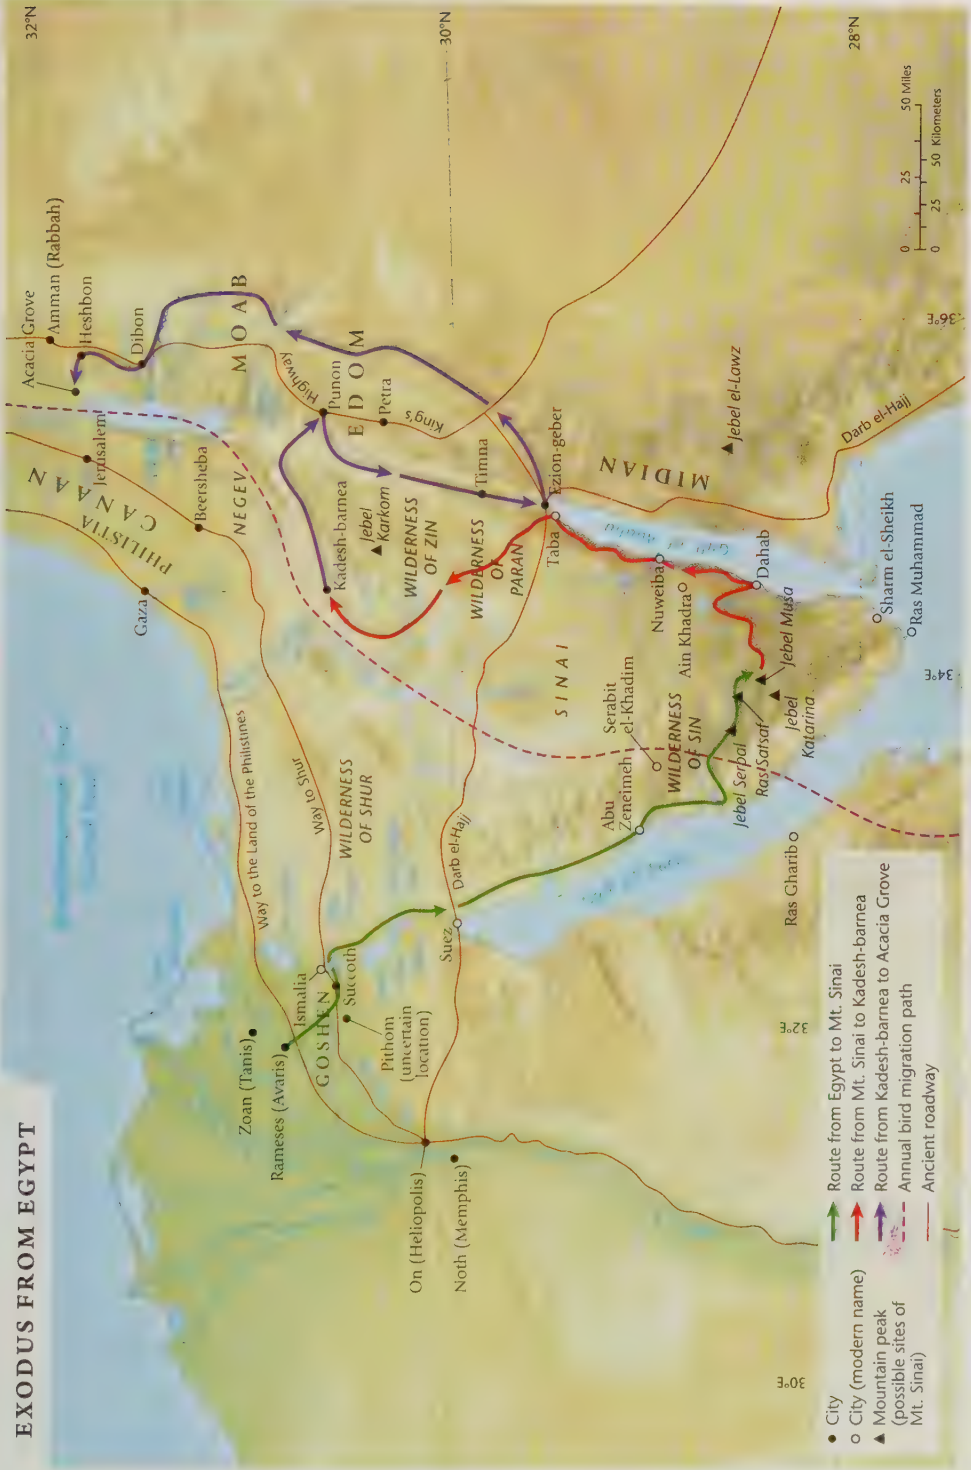 EXODUS FROM EGYPT
32°N
30°N
28°N
Acacia Grove
Amman (Rabbah)
Heshbon
Dibon
MOAB
Jerusalem
CANAAN
PHILISTIA
Beersheba
NEGEV
Gaza
Highway
Punon
EDOM
Petra
King's
Kadesh-barnea
Jebel
Karkom
WILDERNESS
OF ZIN
Timna
WILDERNESS
OF
PARAN
Ezion-geber
Taba
MIDIAN
Jebel el-Lawz
Darb el-Hajj
Way to the Land of the Philistines
Way to Shur
WILDERNESS
OF SHUR
SINAI
Nuweiba
Ain Khadra
Dahab
Serabit
el-Khadim
WILDERNESS
OF SIN
Jebel Musa
Jebel
Katarina
Jebel Serpal
Ras Satsaf
Sharm el-Sheikh
Ras Muhammad
Abu
Zeneimeh
Darb el-Hajj
Suez
Ras Gharib
Zoan (Tanis)
Rameses (Avaris)
Ismalia
GOSHEN
Succoth
Pithom
(uncertain
location)
On (Heliopolis)
Noth (Memphis)
30°E
32°E
34°E
36°E
City
City (modern name)
Mountain peak
(possible sites of
Mt. Sinai)
Route from Egypt to Mt. Sinai
Route from Mt. Sinai to Kadesh-barnea
Route from Kadesh-barnea to Acacia Grove
Annual bird migration path
Ancient roadway
0 25 50 Miles
0 25 50 Kilometers